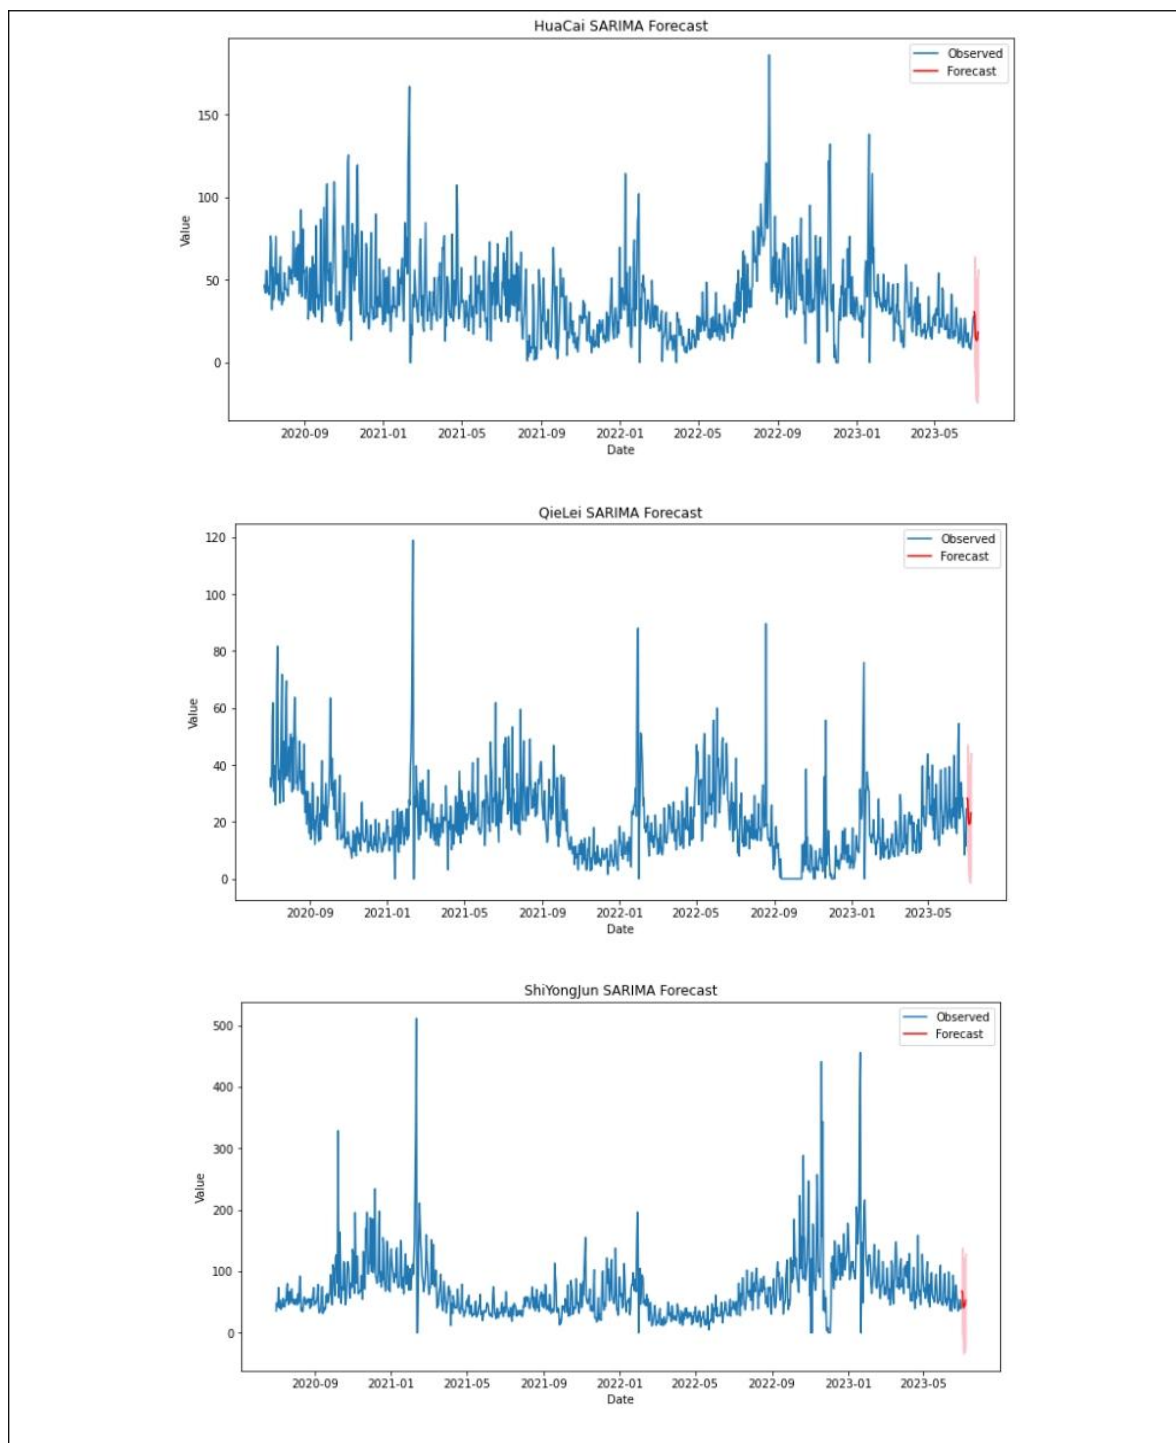 HuaCai SARIMA Forecast
Observed
Forecast
150
100
50
0
Value
2020-09 2021-01 2021-05 2021-09 2022-01 2022-05 2022-09 2023-01 2023-05
Date
QieLei SARIMA Forecast
Observed
Forecast
120
100
80
60
40
20
0
Value
2020-09 2021-01 2021-05 2021-09 2022-01 2022-05 2022-09 2023-01 2023-05
Date
ShiYongJun SARIMA Forecast
Observed
Forecast
500
400
300
200
100
0
Value
2020-09 2021-01 2021-05 2021-09 2022-01 2022-05 2022-09 2023-01 2023-05
Date